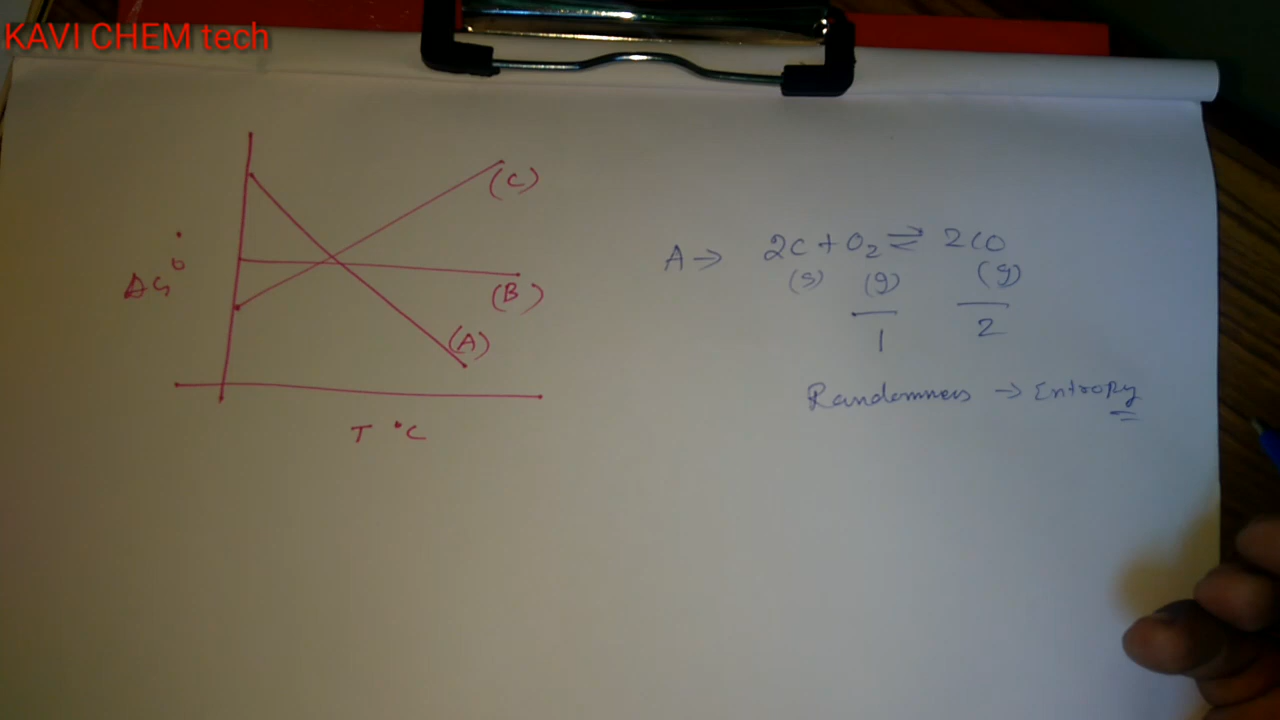 KAVI CHEM tech
(C)
ΔG°
(B)
(A)
T °C
A → 2C + O₂ ⇌ 2CO
(s) (g) (g)
1 2
Randomness → Entropy